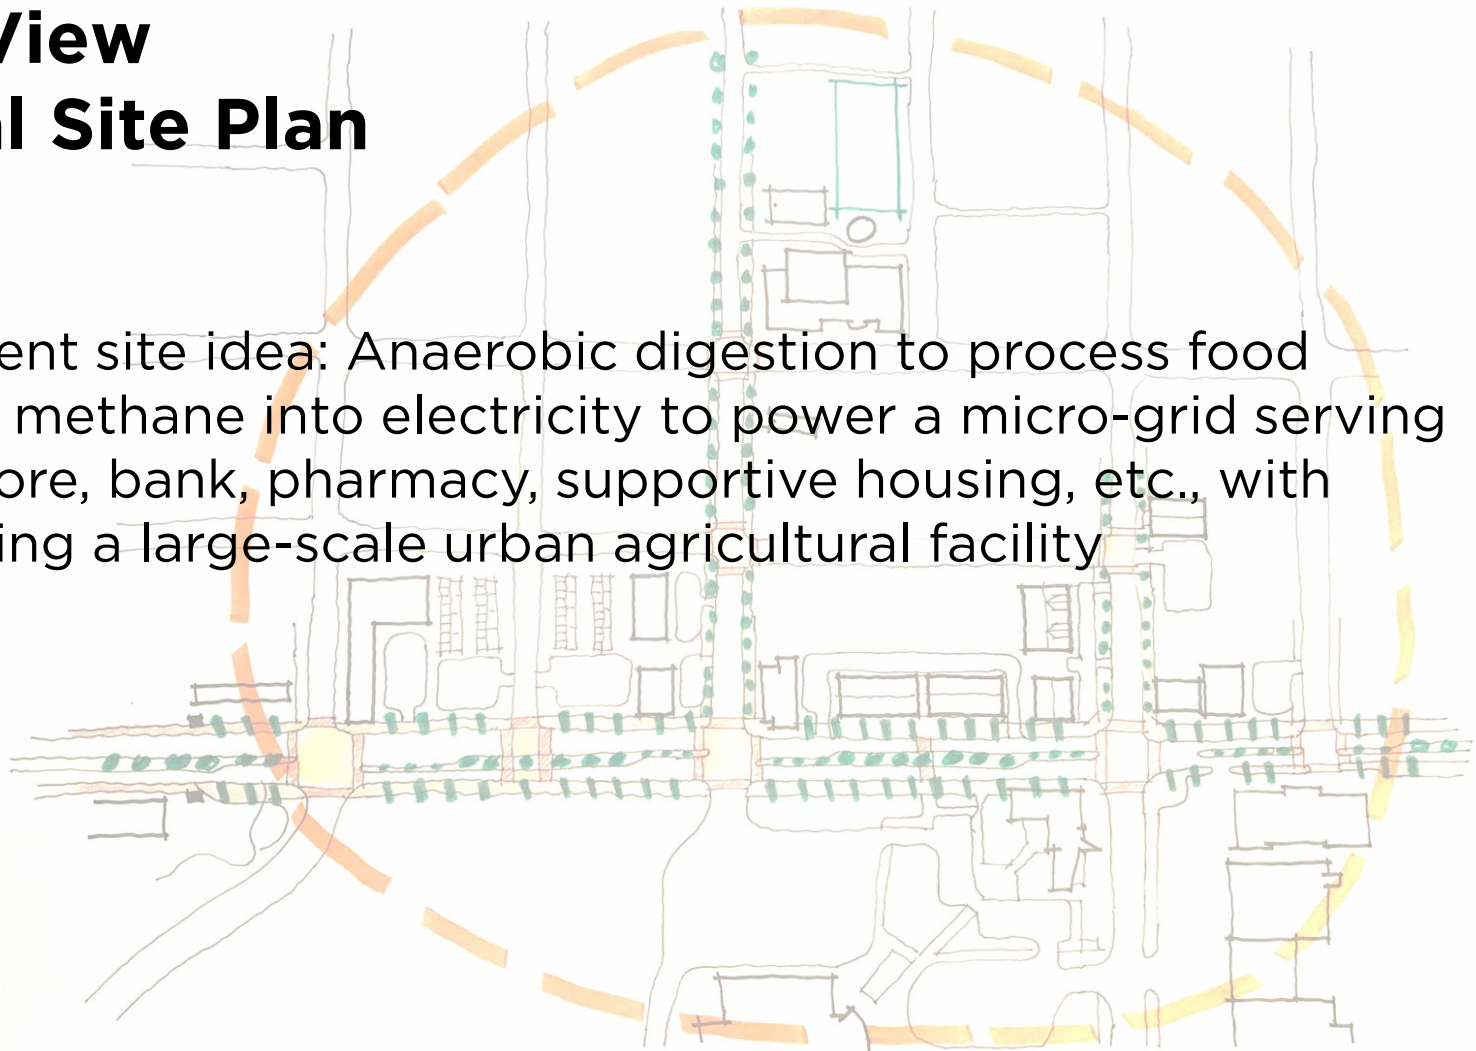 View
l Site Plan
ent site idea: Anaerobic digestion to process food
methane into electricity to power a micro-grid serving
ore, bank, pharmacy, supportive housing, etc., with
ing a large-scale urban agricultural facility